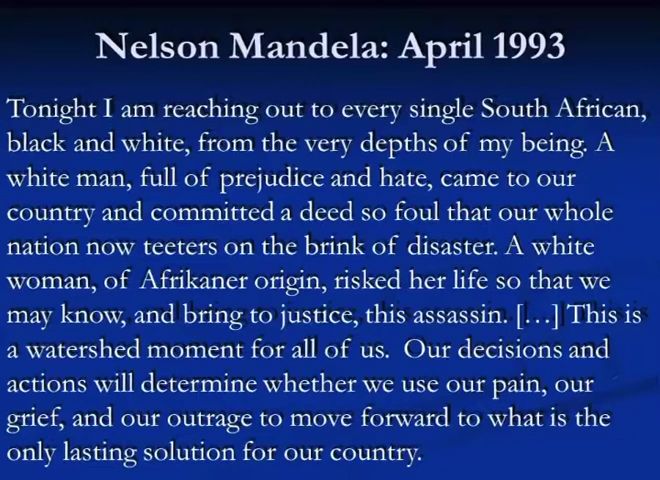 Nelson Mandela: April 1993
Tonight I am reaching out to every single South African,
black and white, from the very depths of my being. A
white man, full of prejudice and hate, came to our
country and committed a deed so foul that our whole
nation now teeters on the brink of disaster. A white
woman, of Afrikaner origin, risked her life so that we
may know, and bring to justice, this assassin. […] This is
a watershed moment for all of us. Our decisions and
actions will determine whether we use our pain, our
grief, and our outrage to move forward to what is the
only lasting solution for our country.